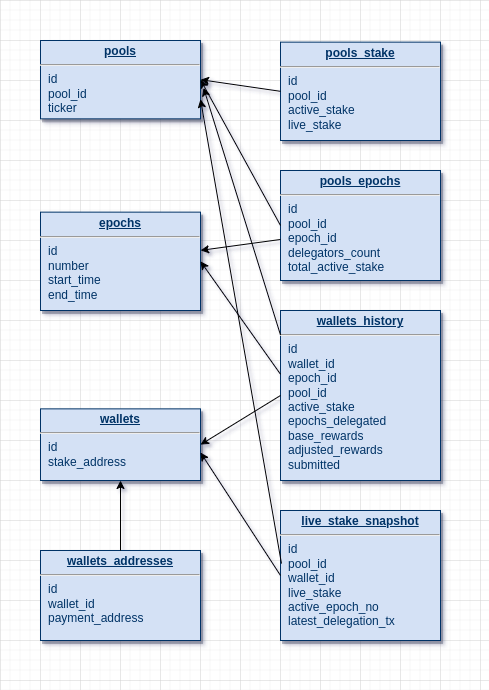 pools
id
pool_id
ticker
pools_stake
id
pool_id
active_stake
live_stake
pools_epochs
id
pool_id
epoch_id
delegators_count
total_active_stake
epochs
id
number
start_time
end_time
wallets_history
id
wallet_id
epoch_id
pool_id
active_stake
epochs_delegated
base_rewards
adjusted_rewards
submitted
wallets
id
stake_address
live_stake_snapshot
id
pool_id
wallet_id
live_stake
active_epoch_no
latest_delegation_tx
wallets_addresses
id
wallet_id
payment_address